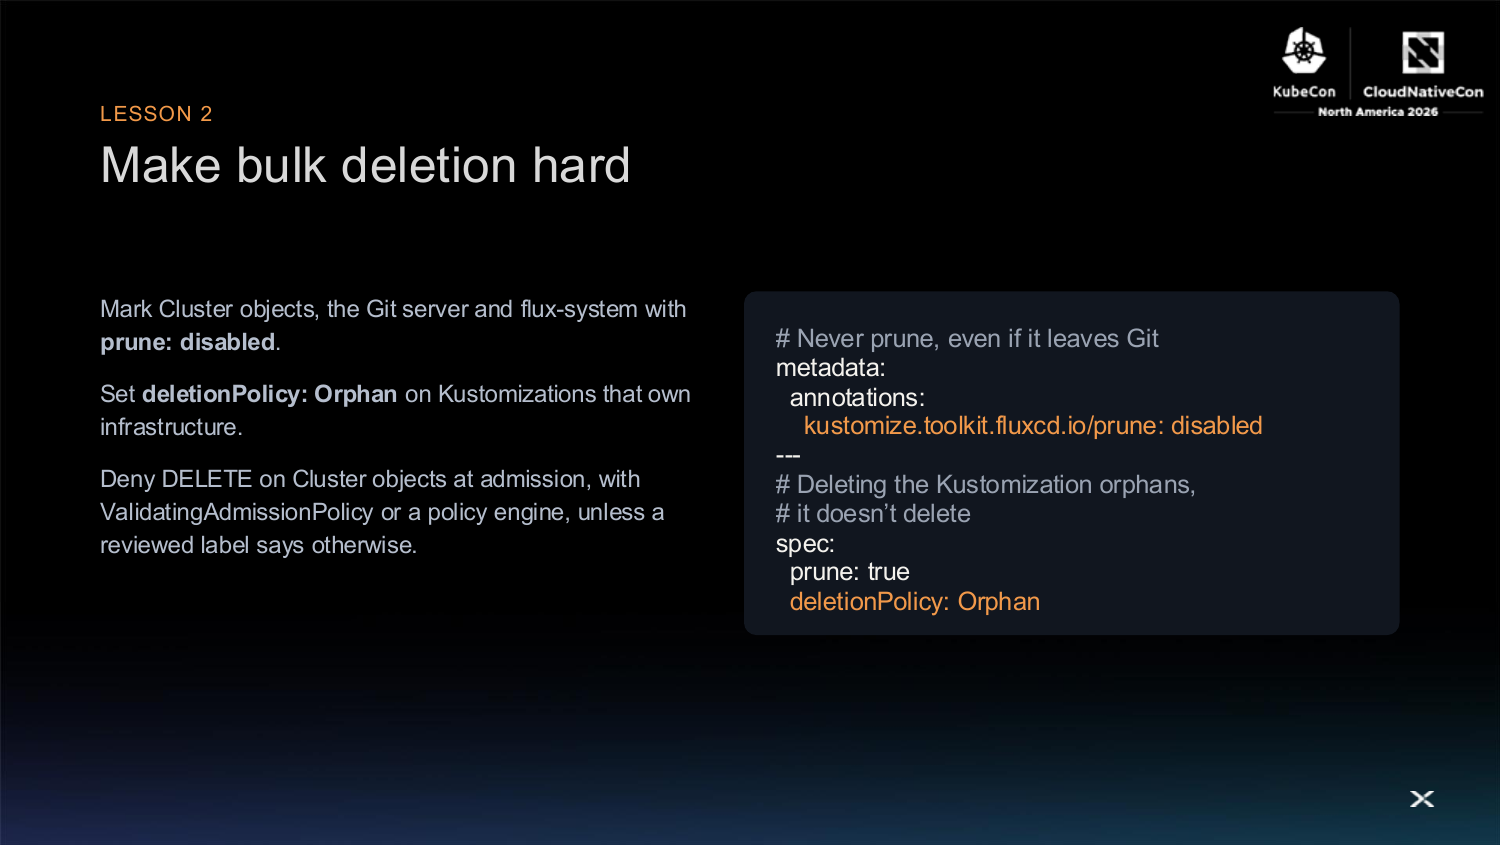 KubeCon
CloudNativeCon
North America 2026
LESSON 2
Make bulk deletion hard
Mark Cluster objects, the Git server and flux-system with
prune: disabled.
Set deletionPolicy: Orphan on Kustomizations that own
infrastructure.
Deny DELETE on Cluster objects at admission, with
ValidatingAdmissionPolicy or a policy engine, unless a
reviewed label says otherwise.
# Never prune, even if it leaves Git
metadata:
  annotations:
    kustomize.toolkit.fluxcd.io/prune: disabled
---
# Deleting the Kustomization orphans,
# it doesn’t delete
spec:
  prune: true
  deletionPolicy: Orphan